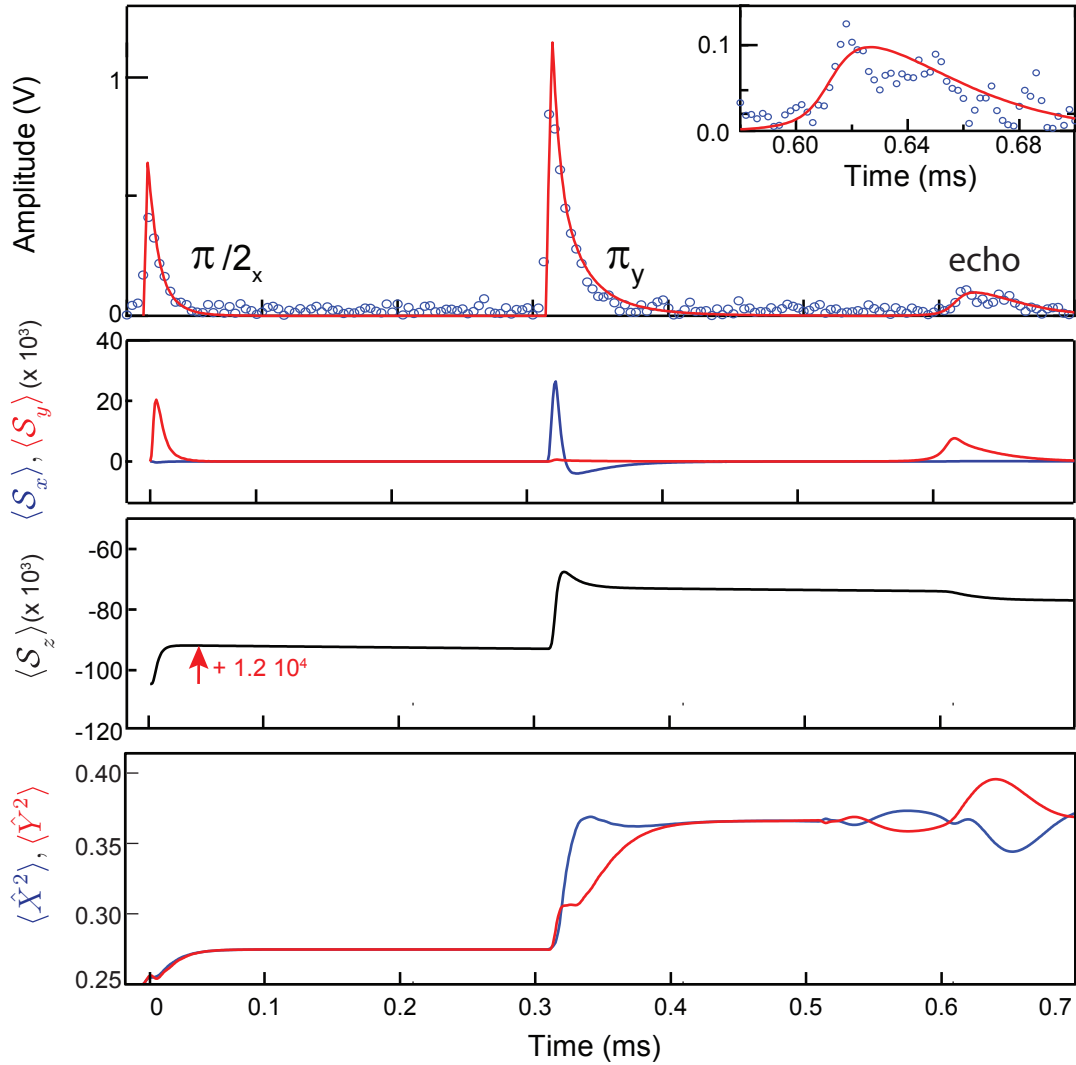 Amplitude (V)
1
0
π/2ₓ
π_y
echo
0.1
0.0
0.60
0.64
0.68
Time (ms)
⟨𝒮ₓ⟩, ⟨𝒮_y⟩ (x 10³)
40
20
0
⟨𝒮_z⟩ (x 10³)
-60
-80
-100
-120
+ 1.2 10⁴
⟨X̂²⟩, ⟨Ŷ²⟩
0.40
0.35
0.30
0.25
0
0.1
0.2
0.3
0.4
0.5
0.6
0.7
Time (ms)